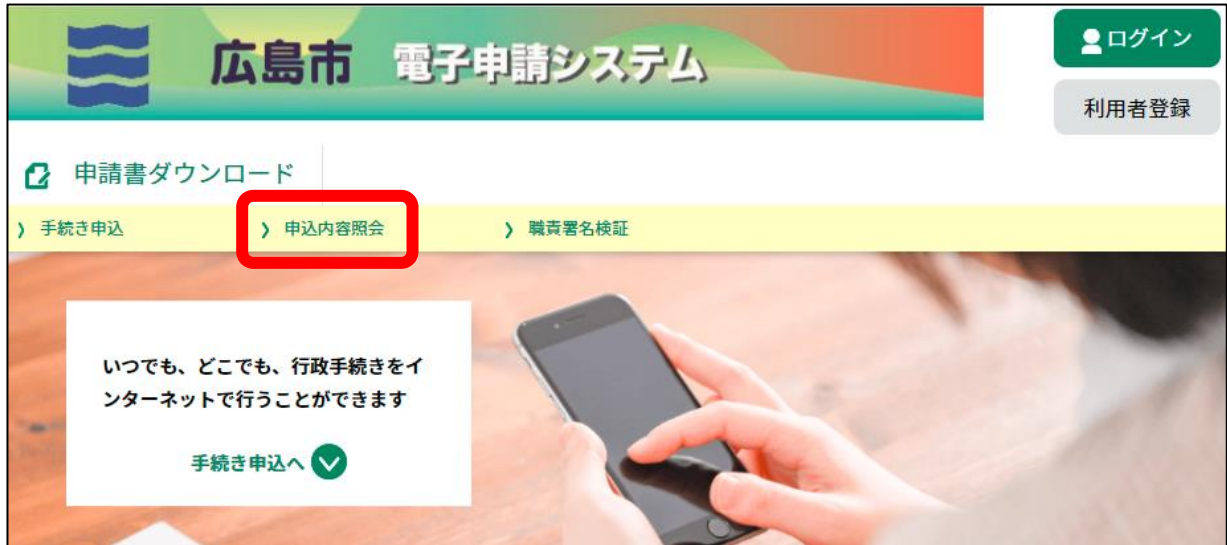 広島市 電子申請システム
ログイン
利用者登録
申請書ダウンロード
手続き申込
申込内容照会
職責署名検証
いつでも、どこでも、行政手続きをイ
ンターネットで行うことができます
手続き申込へ